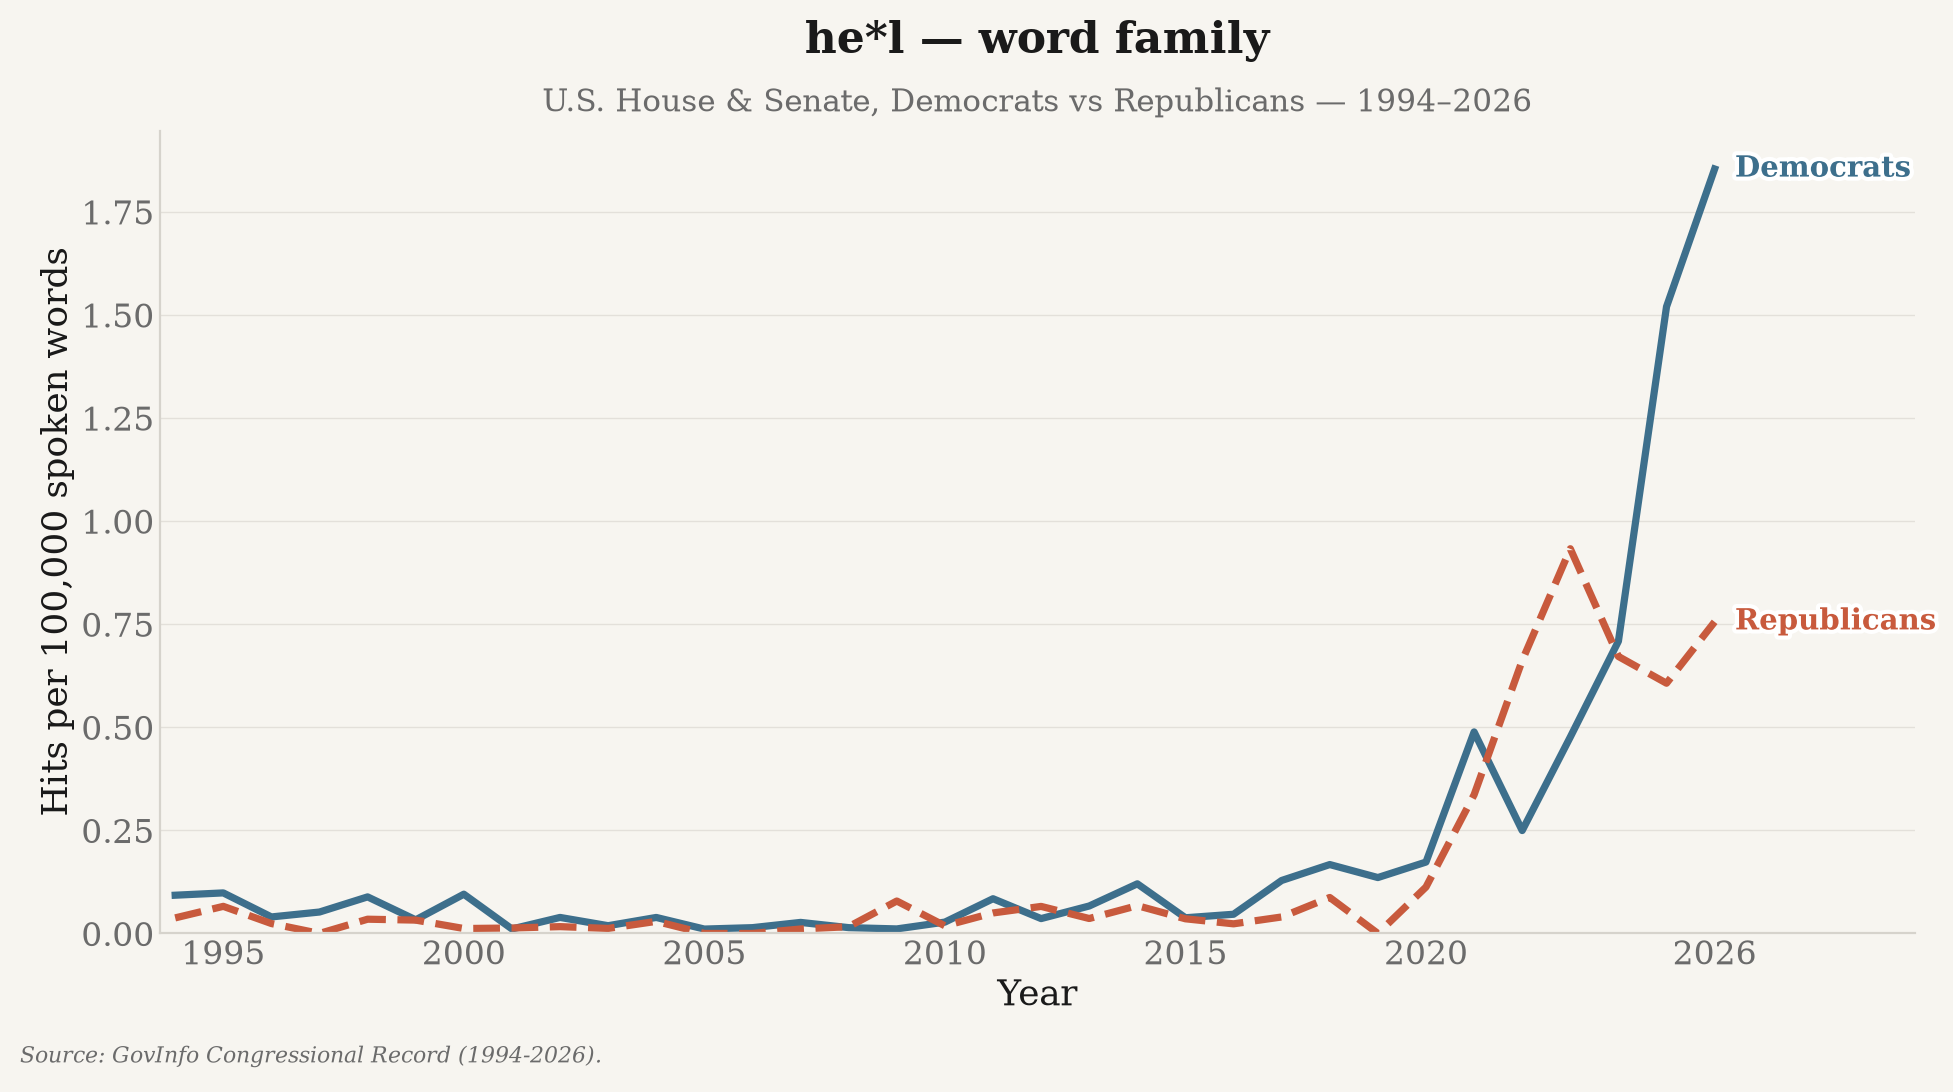 he*l — word family
U.S. House & Senate, Democrats vs Republicans — 1994–2026
Hits per 100,000 spoken words
1.75
1.50
1.25
1.00
0.75
0.50
0.25
0.00
Democrats
Republicans
1995 2000 2005 2010 2015 2020 2026
Year
Source: GovInfo Congressional Record (1994-2026).